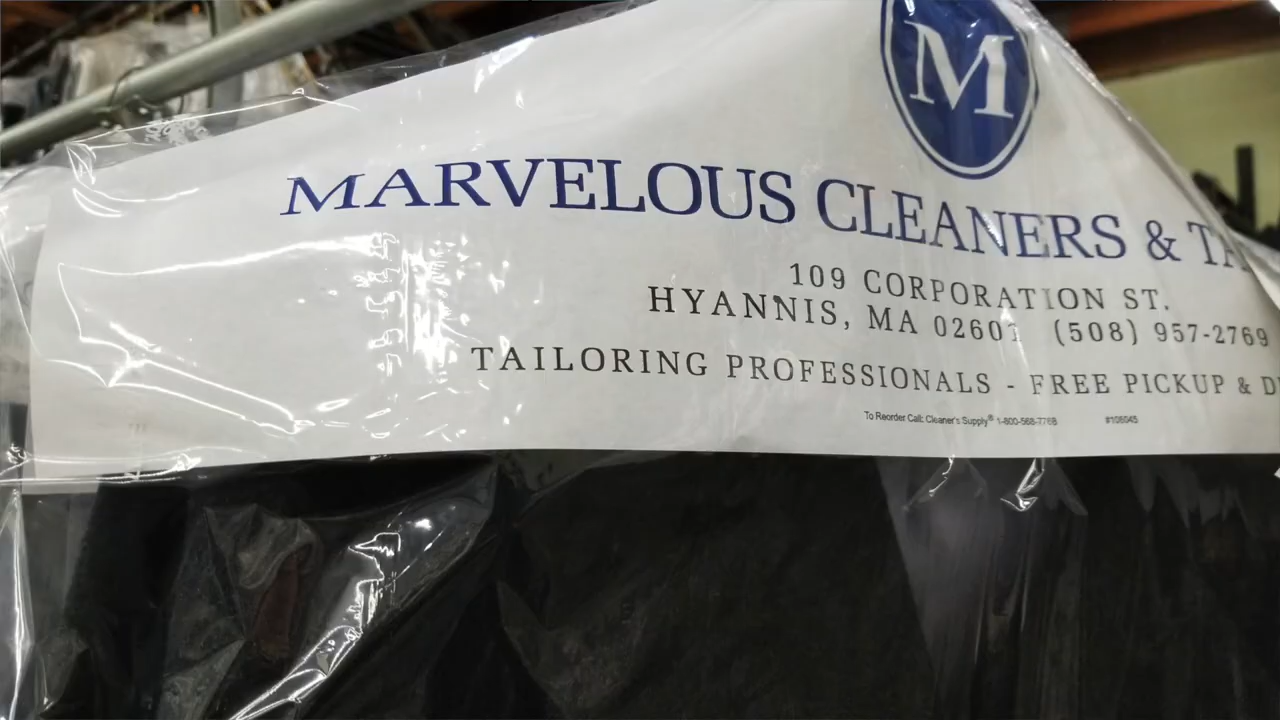 M
MARVELOUS CLEANERS &
109 CORPORATION ST.
HYANNIS, MA 02601 (508) 957-2769
TAILORING PROFESSIONALS - FREE PICKUP &
To Reorder Call: Cleaner's Supply® 1-800-568-7768 #106045